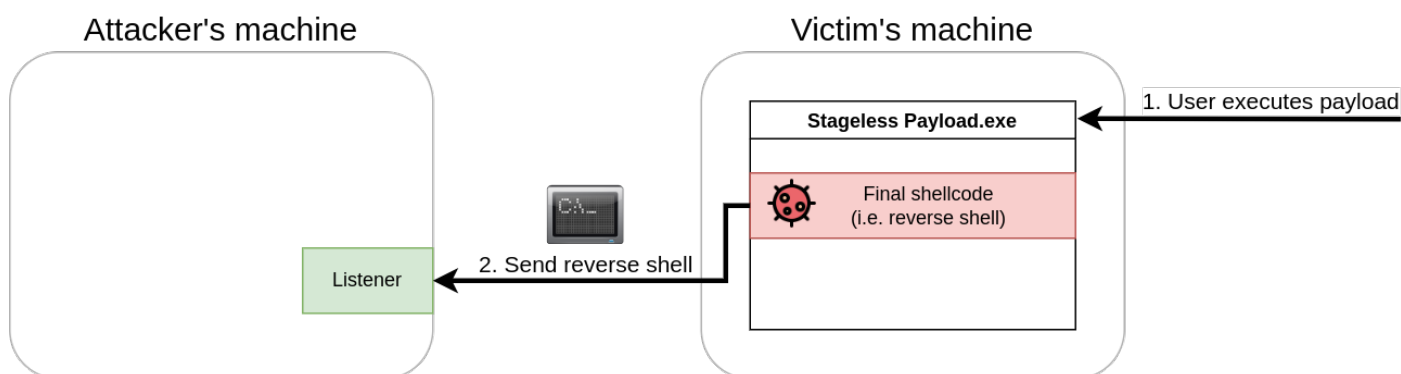 Attacker's machine
Victim's machine
1. User executes payload
Stageless Payload.exe
Final shellcode
(i.e. reverse shell)
C:\_
2. Send reverse shell
Listener